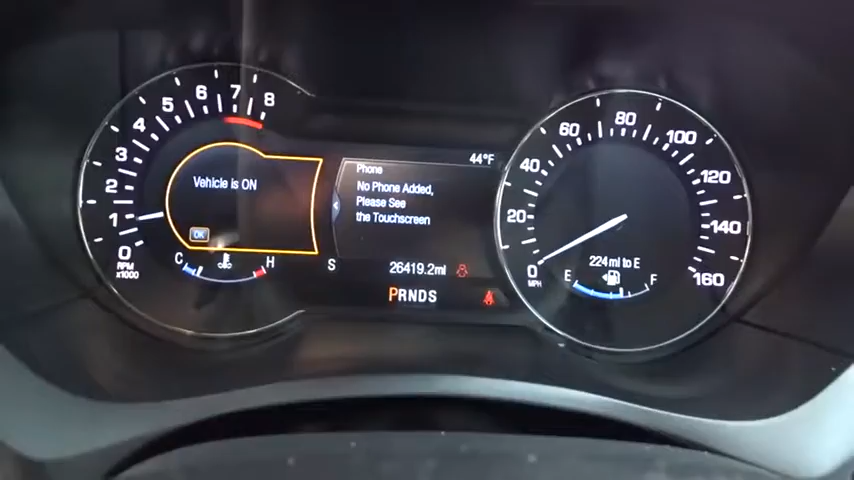 0
1
2
3
4
5
6
7
8
RPM
x1000
Vehicle is ON
OK
C
H
Phone
44°F
No Phone Added,
Please See
the Touchscreen
S
26419.2mi
PRNDS
0
20
40
60
80
100
120
140
160
MPH
224mi to E
E
F